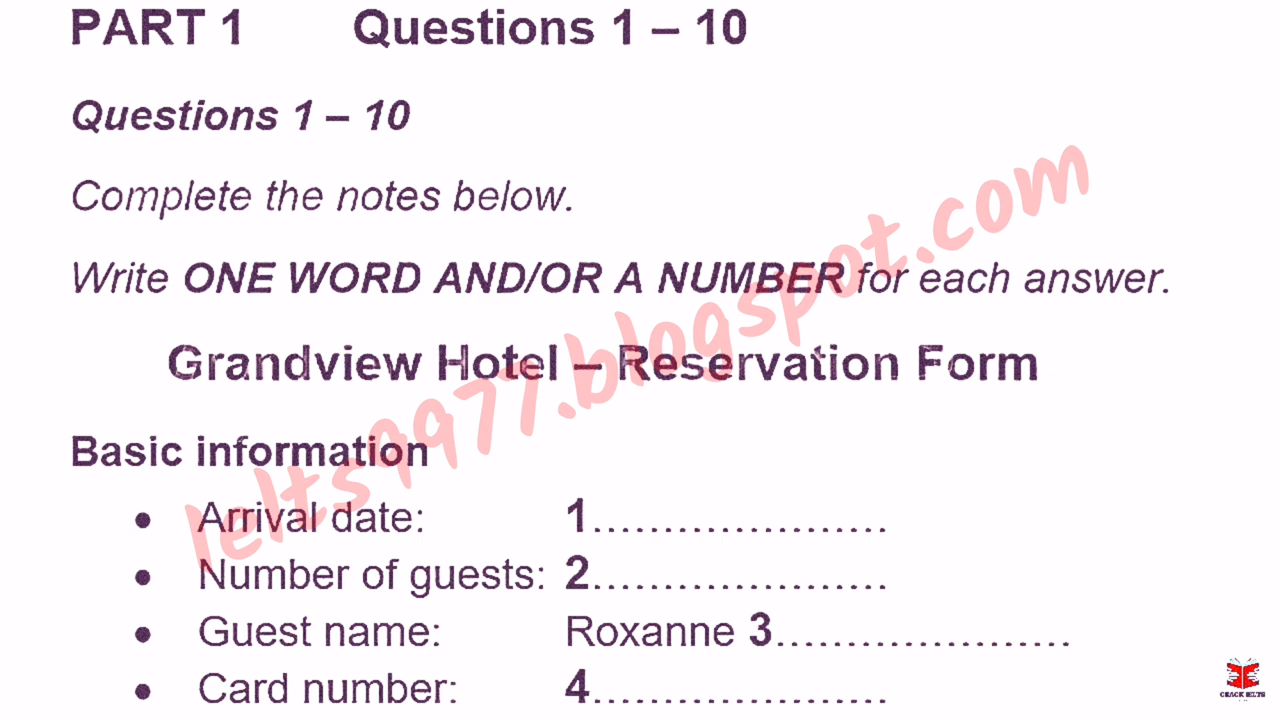 PART 1 Questions 1 – 10
Questions 1 – 10
Complete the notes below.
Write ONE WORD AND/OR A NUMBER for each answer.
Grandview Hotel – Reservation Form
Basic information
● Arrival date: 1.....................
● Number of guests: 2.....................
● Guest name: Roxanne 3.....................
● Card number: 4.....................
Ielts9977.blogspot.com
CRACK IELTS